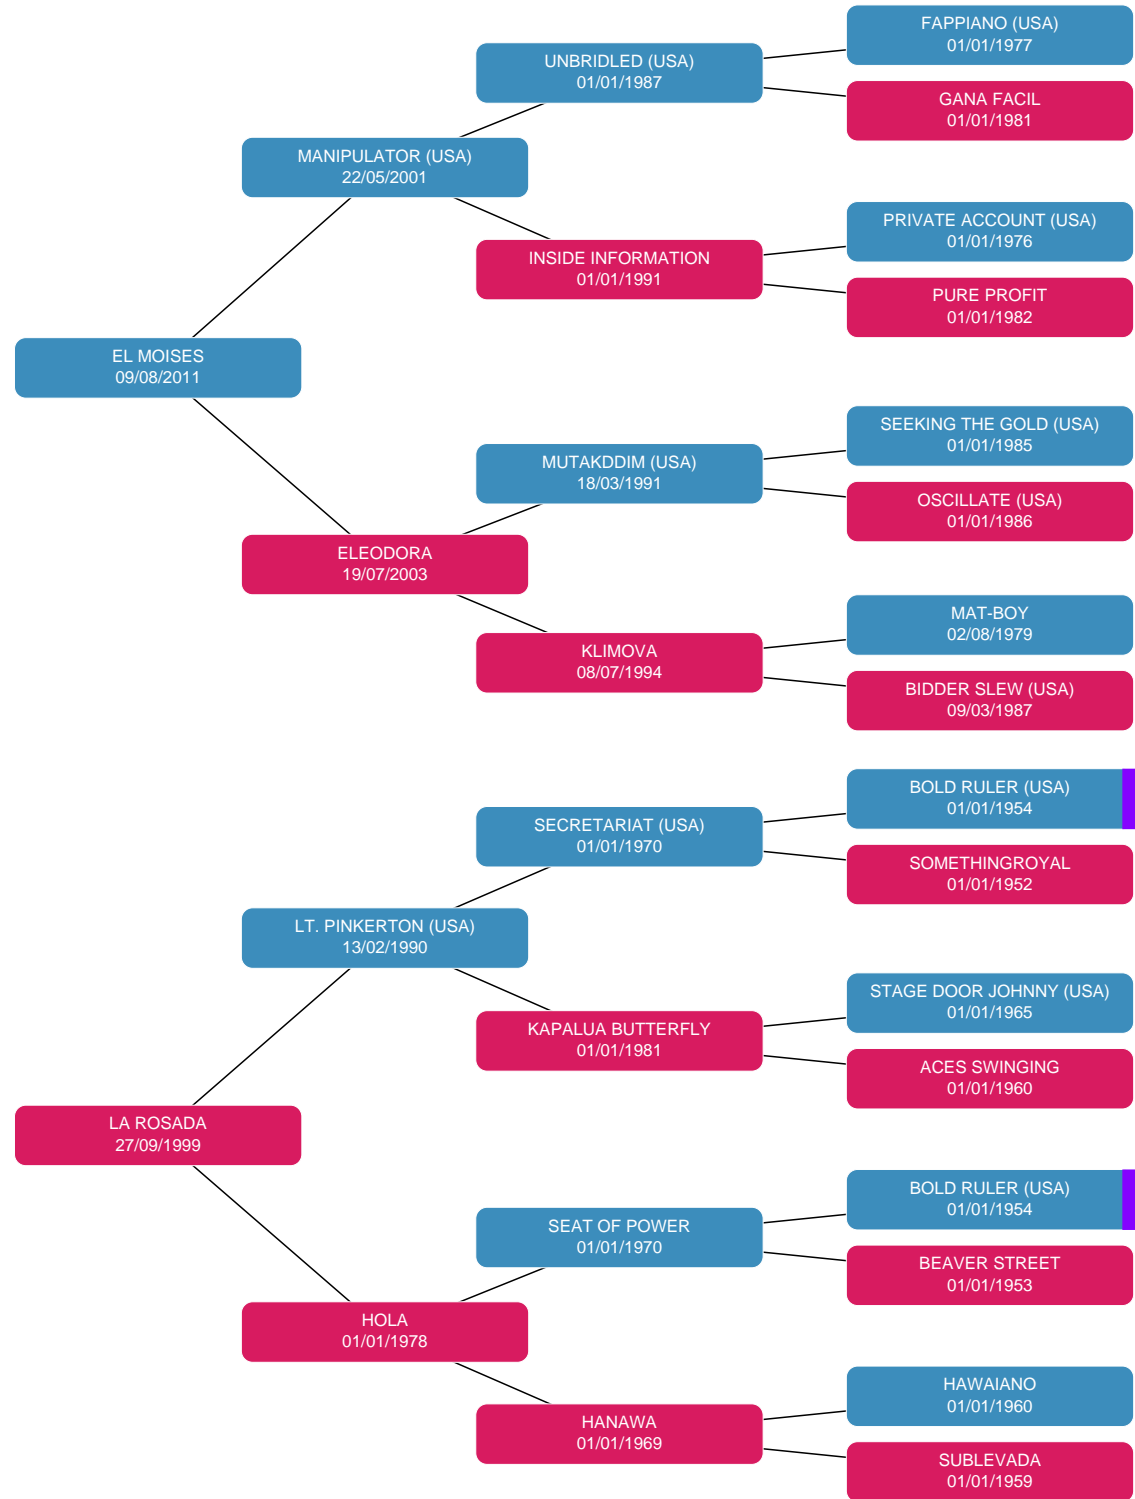 FAPPIANO (USA)
01/01/1977
UNBRIDLED (USA)
01/01/1987
GANA FACIL
01/01/1981
MANIPULATOR (USA)
22/05/2001
PRIVATE ACCOUNT (USA)
01/01/1976
INSIDE INFORMATION
01/01/1991
PURE PROFIT
01/01/1982
EL MOISES
09/08/2011
SEEKING THE GOLD (USA)
01/01/1985
MUTAKDDIM (USA)
18/03/1991
OSCILLATE (USA)
01/01/1986
ELEODORA
19/07/2003
MAT-BOY
02/08/1979
KLIMOVA
08/07/1994
BIDDER SLEW (USA)
09/03/1987
BOLD RULER (USA)
01/01/1954
SECRETARIAT (USA)
01/01/1970
SOMETHINGROYAL
01/01/1952
LT. PINKERTON (USA)
13/02/1990
STAGE DOOR JOHNNY (USA)
01/01/1965
KAPALUA BUTTERFLY
01/01/1981
ACES SWINGING
01/01/1960
LA ROSADA
27/09/1999
BOLD RULER (USA)
01/01/1954
SEAT OF POWER
01/01/1970
BEAVER STREET
01/01/1953
HOLA
01/01/1978
HAWAIANO
01/01/1960
HANAWA
01/01/1969
SUBLEVADA
01/01/1959